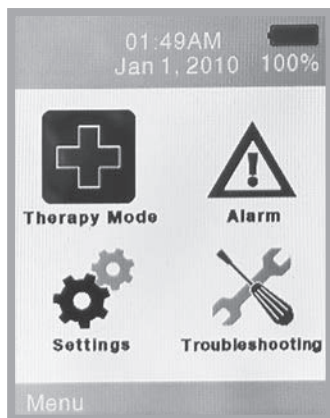 01:49AM
Jan 1, 2010 100%
Therapy Mode
Alarm
Settings
Troubleshooting
Menu